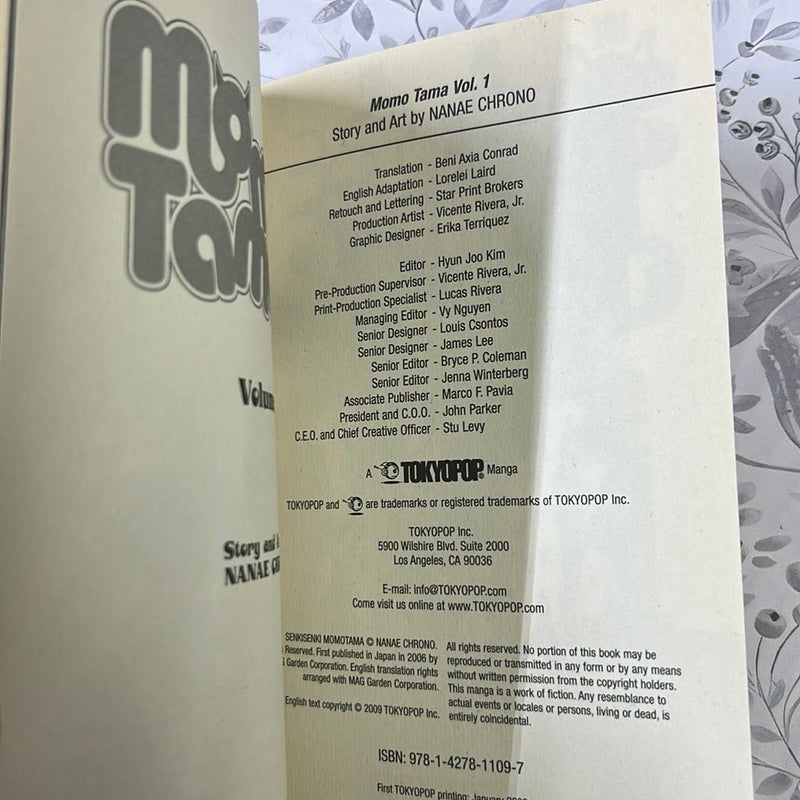 Mo
Tam
Volum
Story and
NANAE
Momo Tama Vol. 1
Story and Art by NANAE CHRONO
Translation - Beni Axia Conrad
English Adaptation - Lorelei Laird
Retouch and Lettering - Star Print Brokers
Production Artist - Vicente Rivera, Jr.
Graphic Designer - Erika Terriquez
Editor - Hyun Joo Kim
Pre-Production Supervisor - Vicente Rivera, Jr.
Print-Production Specialist - Lucas Rivera
Managing Editor - Vy Nguyen
Senior Designer - Louis Csontos
Senior Designer - James Lee
Senior Editor - Bryce P. Coleman
Senior Editor - Jenna Winterberg
Associate Publisher - Marco F. Pavia
President and C.O.O. - John Parker
C.E.O. and Chief Creative Officer - Stu Levy
A TOKYOPOP® Manga
TOKYOPOP and are trademarks or registered trademarks of TOKYOPOP Inc.
TOKYOPOP Inc.
5900 Wilshire Blvd. Suite 2000
Los Angeles, CA 90036
E-mail: info@TOKYOPOP.com
Come visit us online at www.TOKYOPOP.com
SENKISENKI MOMOTAMA © NANAE CHRONO.
Reserved. First published in Japan in 2006 by
G Garden Corporation. English translation rights
arranged with MAG Garden Corporation.
English text copyright © 2009 TOKYOPOP Inc.
All rights reserved. No portion of this book may be
reproduced or transmitted in any form or by any means
without written permission from the copyright holders.
This manga is a work of fiction. Any resemblance to
actual events or locales or persons, living or dead, is
entirely coincidental.
ISBN: 978-1-4278-1109-7
First TOKYOPOP printing: January